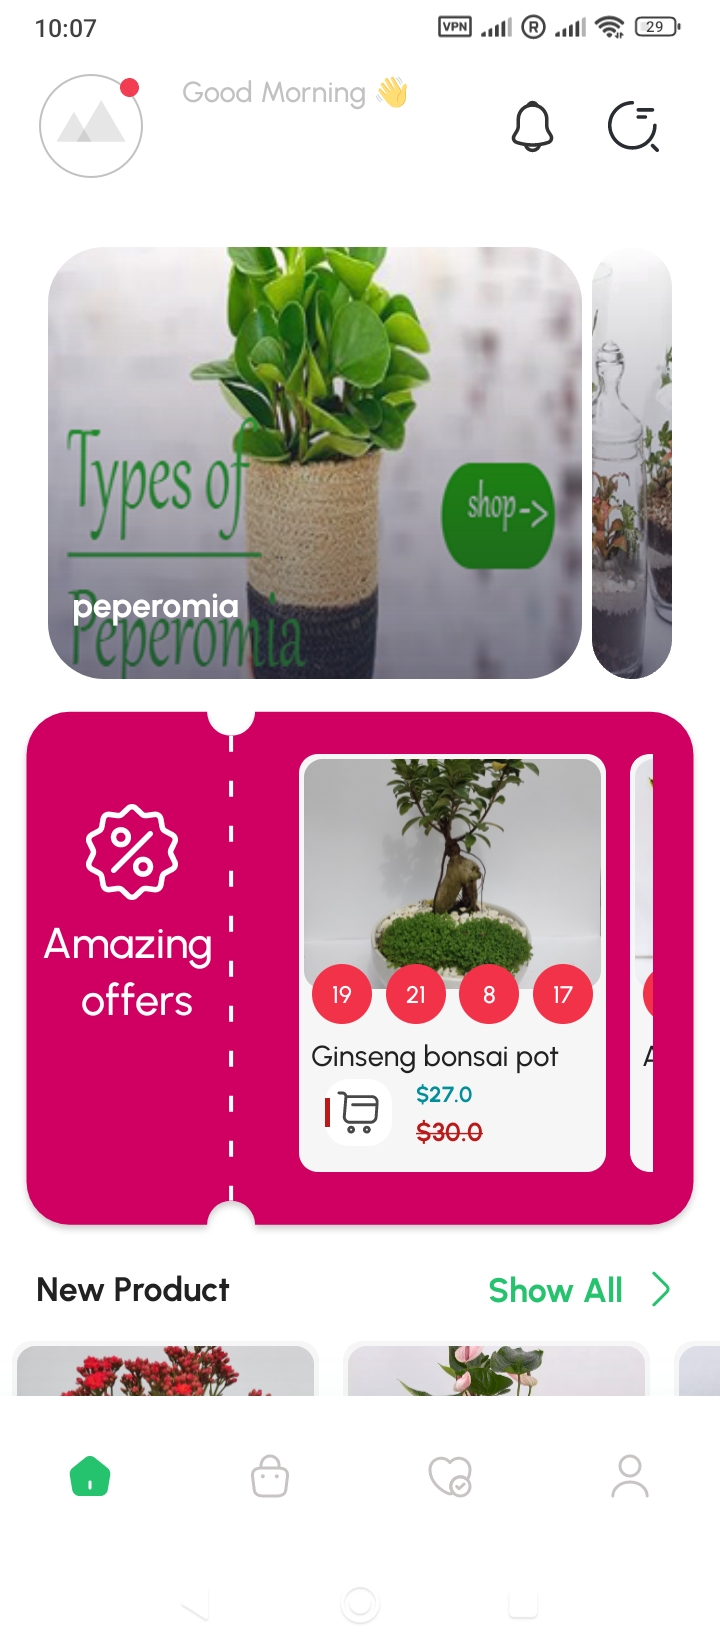 10:07
VPN
R
29
Good Morning 👋
Types of
Peperomia
peperomia
shop->
Amazing
offers
19 21 8 17
Ginseng bonsai pot
$27.0
$30.0
A
New Product
Show All